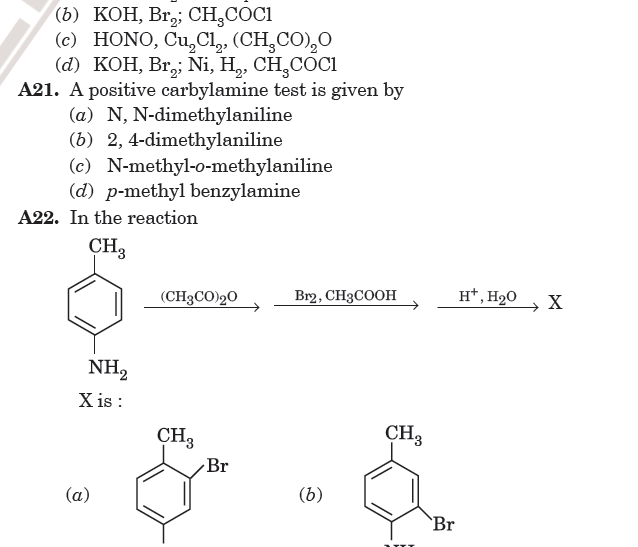 (b) KOH, Br₂; CH₃COCl
(c) HONO, Cu₂Cl₂, (CH₃CO)₂O
(d) KOH, Br₂; Ni, H₂, CH₃COCl
A21. A positive carbylamine test is given by
(a) N, N-dimethylaniline
(b) 2, 4-dimethylaniline
(c) N-methyl-o-methylaniline
(d) p-methyl benzylamine
A22. In the reaction
CH₃
(CH₃CO)₂O Br₂, CH₃COOH H⁺, H₂O X
NH₂
X is :
CH₃ CH₃
Br
(a) (b)
Br